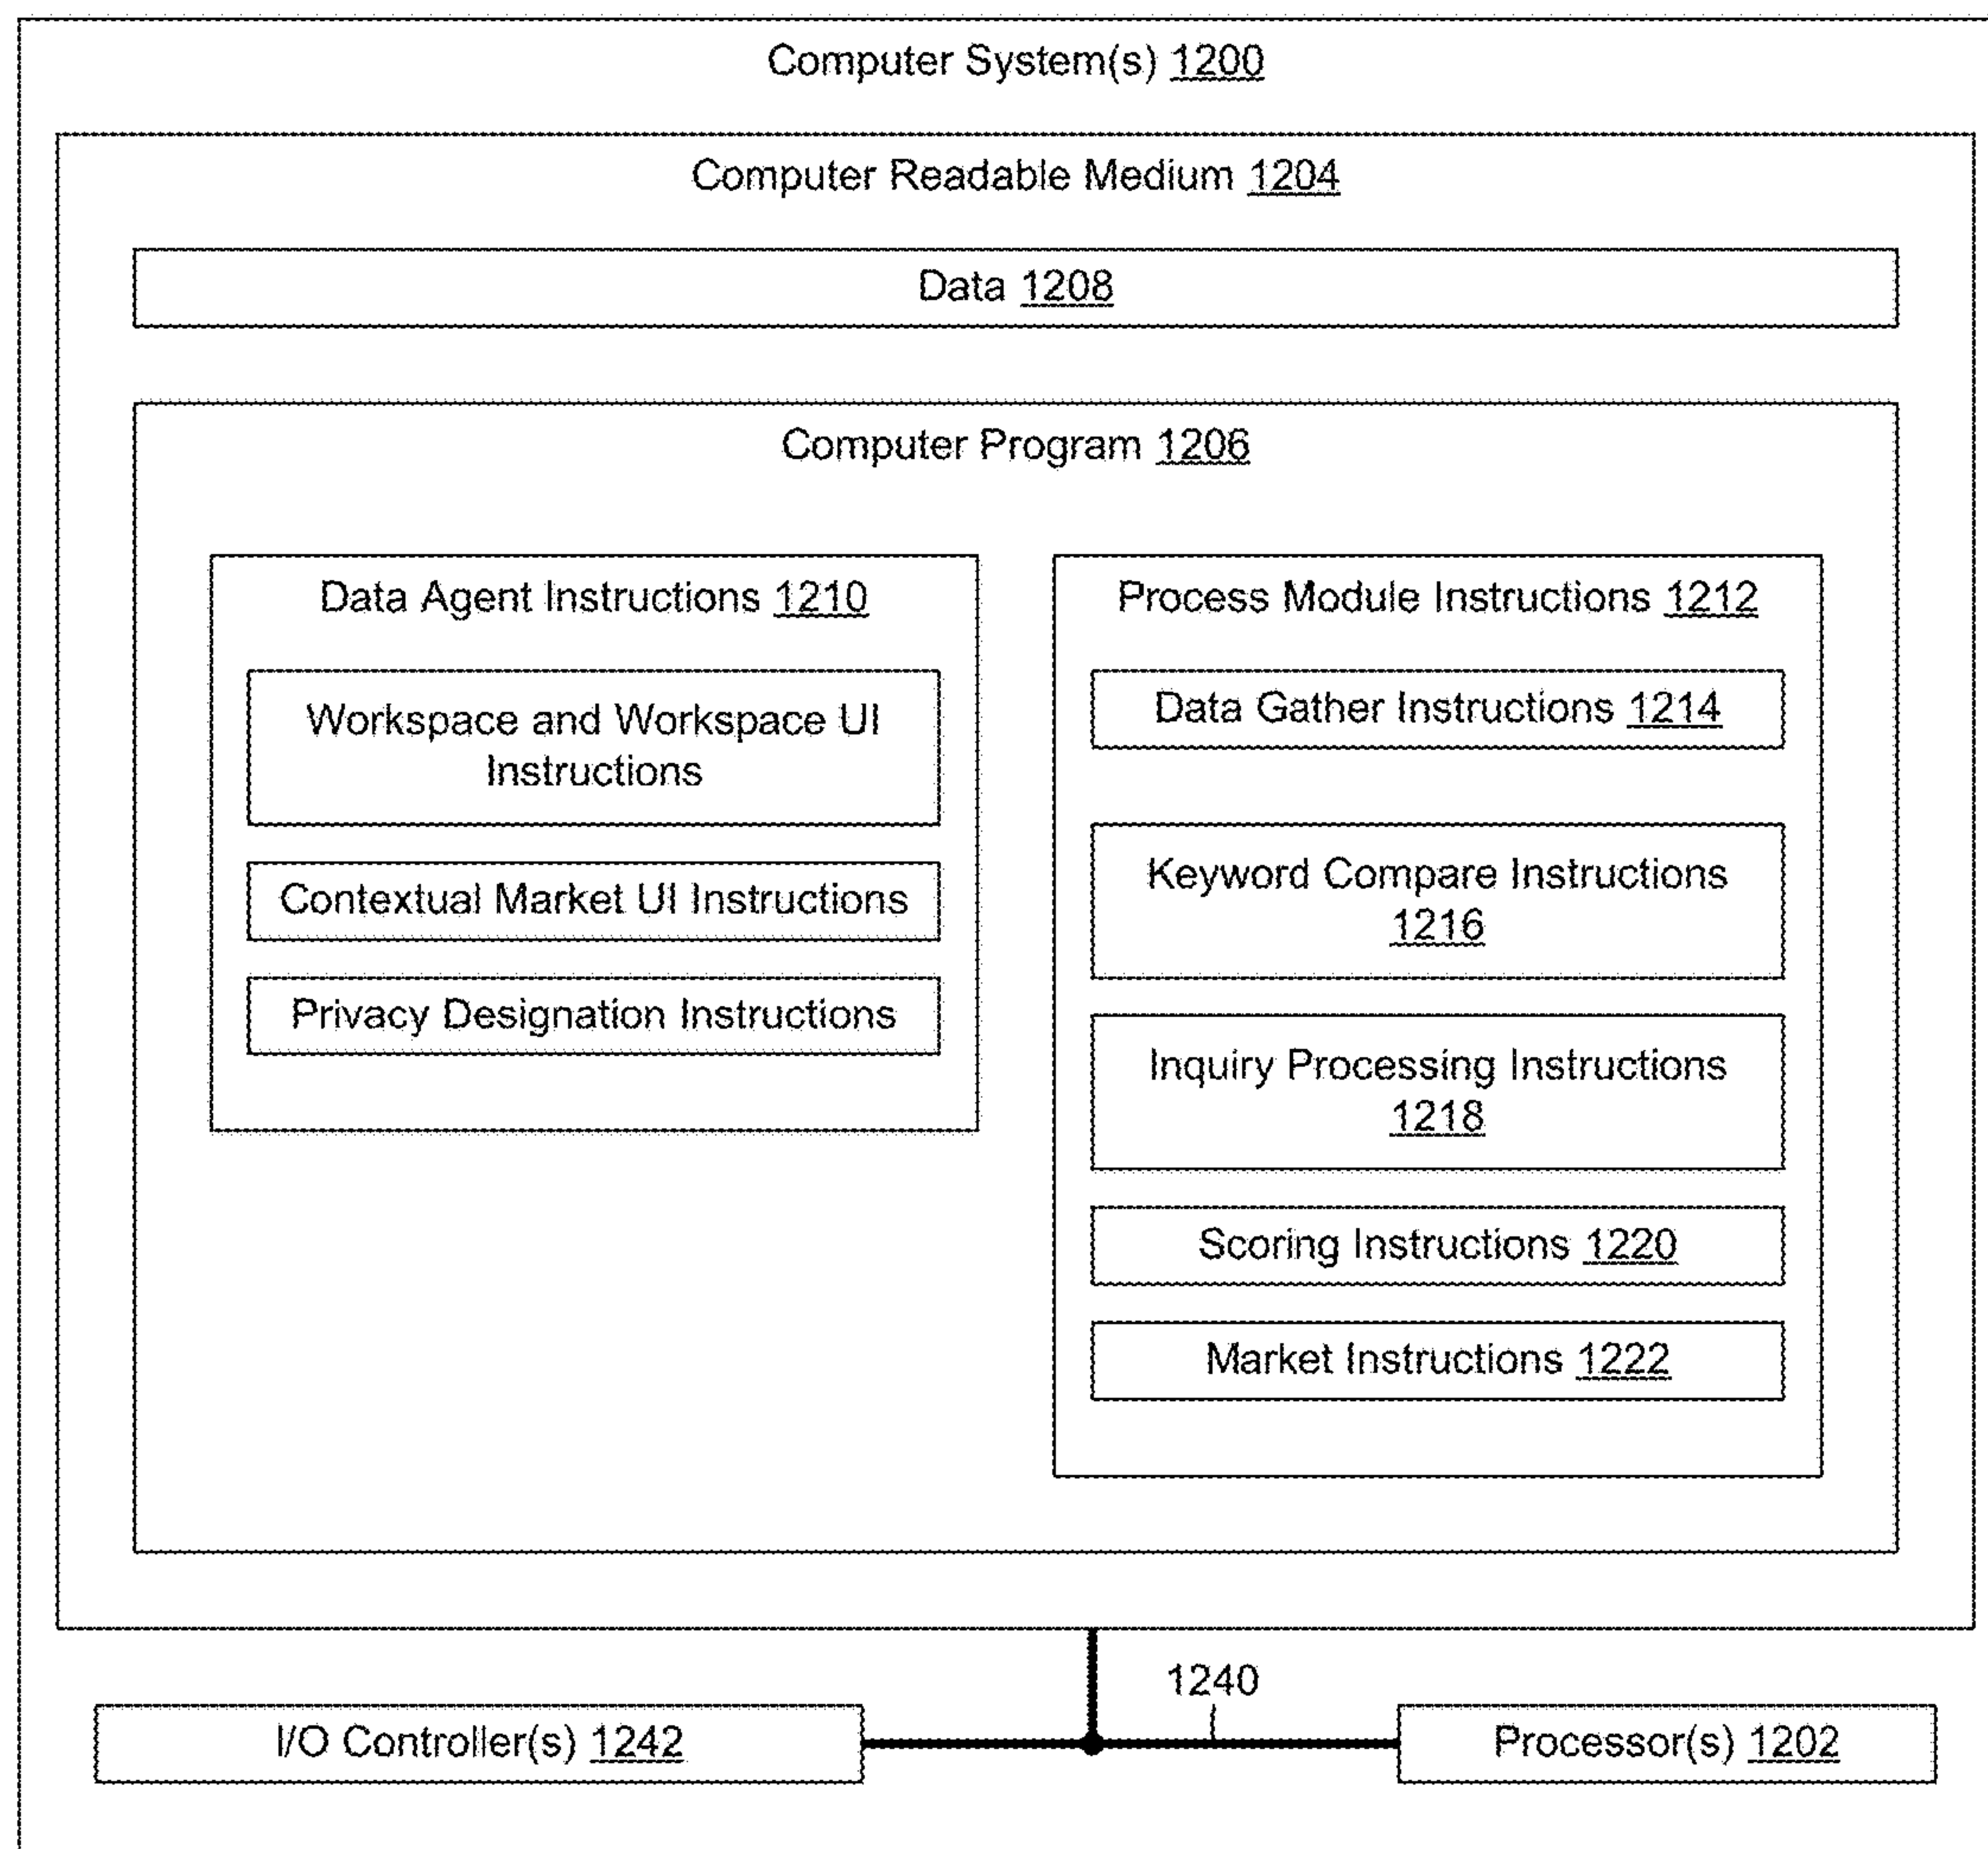 Computer System(s) 1200
Computer Readable Medium 1204
Data 1208
Computer Program 1206
Data Agent Instructions 1210
Workspace and Workspace UI
Instructions
Contextual Market UI Instructions
Privacy Designation Instructions
Process Module Instructions 1212
Data Gather Instructions 1214
Keyword Compare Instructions
1216
Inquiry Processing Instructions
1218
Scoring Instructions 1220
Market Instructions 1222
1240
I/O Controller(s) 1242
Processor(s) 1202